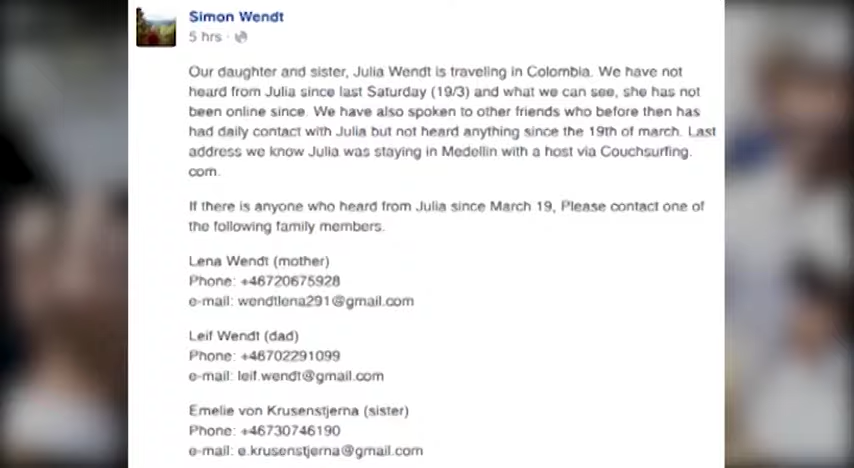 Simon Wendt
5 hrs ·
Our daughter and sister, Julia Wendt is traveling in Colombia. We have not
heard from Julia since last Saturday (19/3) and what we can see, she has not
been online since. We have also spoken to other friends who before then has
had daily contact with Julia but not heard anything since the 19th of march. Last
address we know Julia was staying in Medellin with a host via Couchsurfing.
com.
If there is anyone who heard from Julia since March 19, Please contact one of
the following family members.
Lena Wendt (mother)
Phone: +46720675928
e-mail: wendtlena291@gmail.com
Leif Wendt (dad)
Phone: +46702291099
e-mail: leif.wendt@gmail.com
Emelie von Krusenstjerna (sister)
Phone: +46730746190
e-mail: e.krusenstjerna@gmail.com